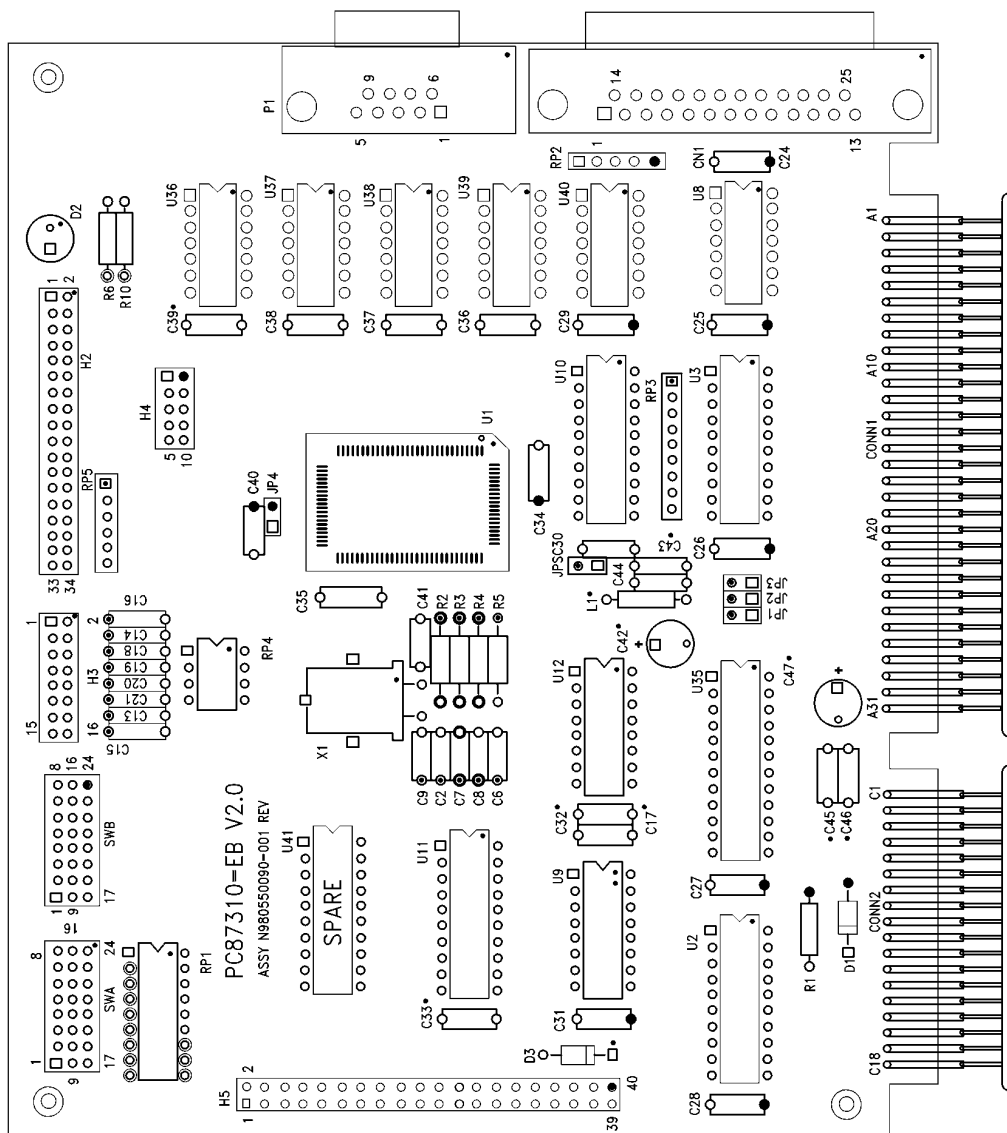 P1
9
6
5
1
14
25
13
RP2
1
CN1
C24
D2
R6
R10
U36
U37
U38
U39
U40
U8
A1
C39•
C38
C37
C36
C29
C25
1
2
H2
33
34
H4
5
10
RP5
C40
JP4
U1
C34
U10
RP3
U3
A10
CONN1
A20
A31
JPSC30
C43•
C44
C26
L1•
JP3
JP2
JP1
C35
C41
R2
R3
R4
R5
C42•
+
C47•
+
1
2
H3
15
16
C16
C14
C18
C19
C20
C21
C13
C15
RP4
X1
C9
C2
C7
C8
C6
U12
U35
C32•
C17•
•C45
•C46
C1
8
16
24
SWB
1
9
17
PC87310=EB V2.0
ASSY N980550090-001 REV
U41
SPARE
U11
U9
C27
U2
CONN2
R1
D1
8
16
24
SWA
1
9
17
RP1
C33•
C31
D3
C18
H5
2
1
40
39
C28